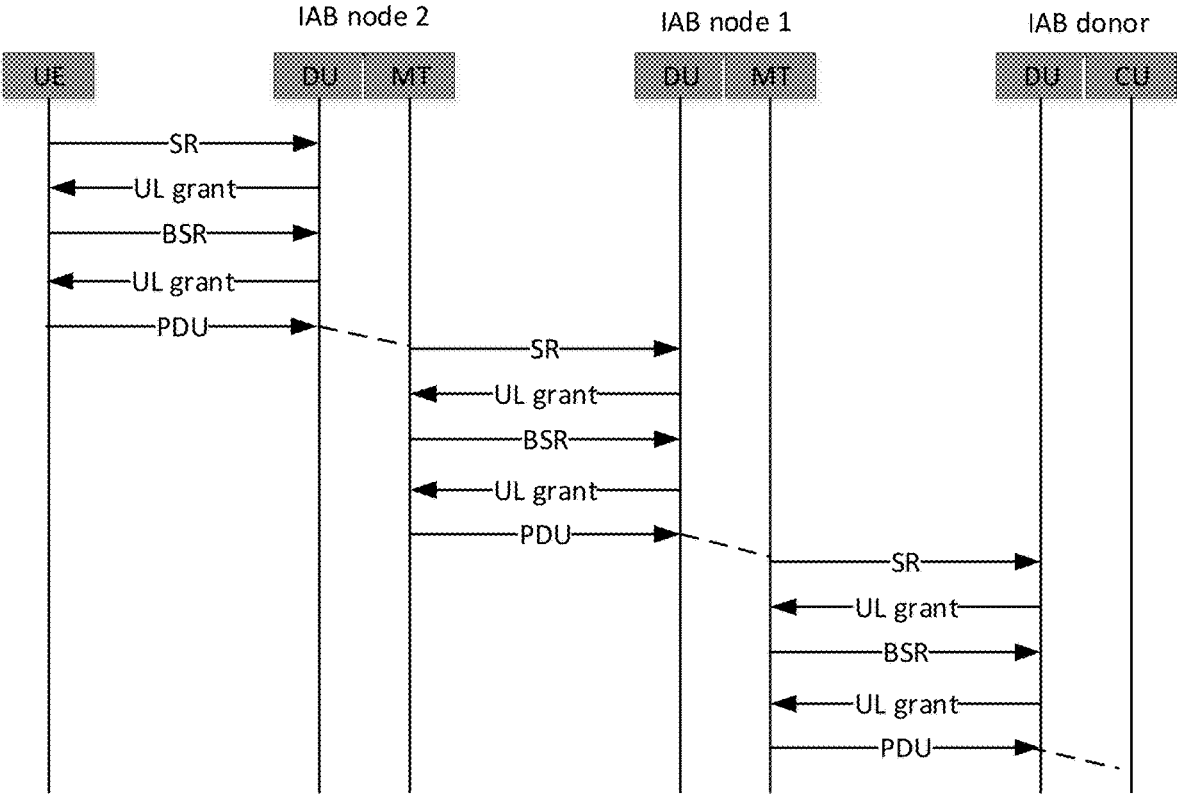 IAB node 2
IAB node 1
IAB donor
UE
DU
MT
DU
MT
DU
CU
SR
UL grant
BSR
UL grant
PDU
SR
UL grant
BSR
UL grant
PDU
SR
UL grant
BSR
UL grant
PDU